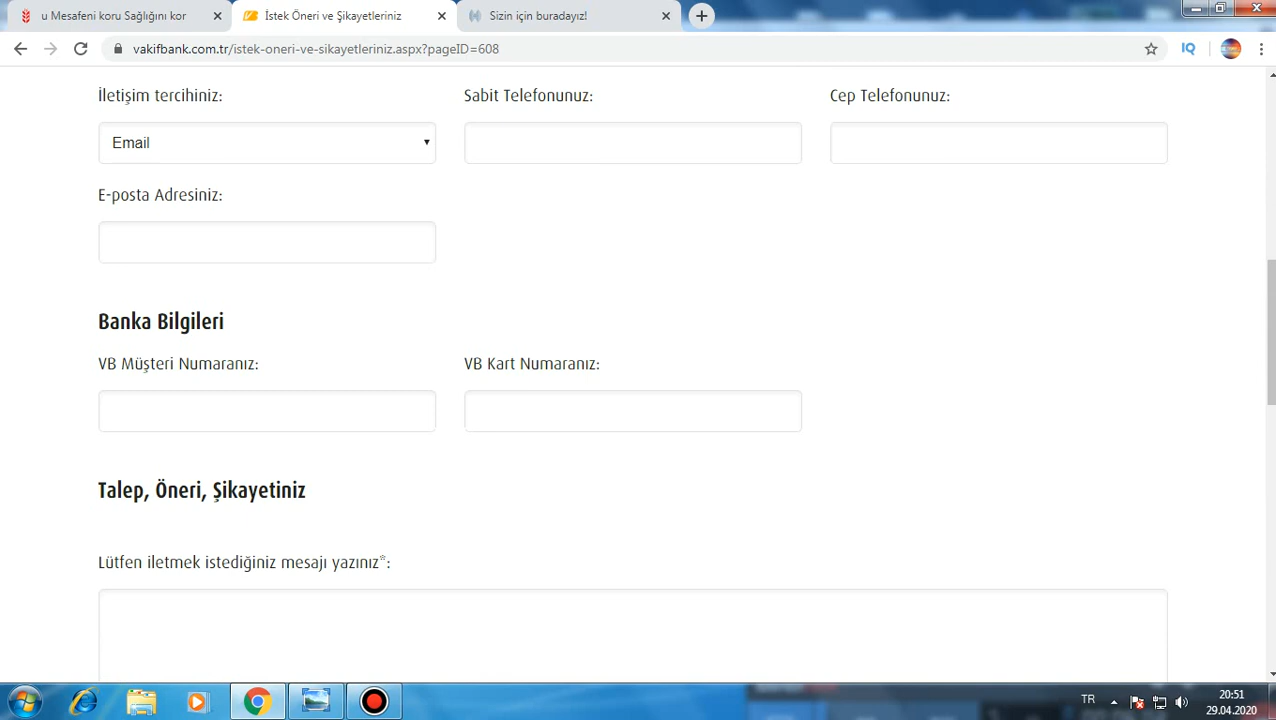 u Mesafeni koru Sağlığını kor
İstek Öneri ve Şikayetleriniz
Sizin için buradayız!
vakifbank.com.tr/istek-oneri-ve-sikayetleriniz.aspx?pageID=608
IQ
İletişim tercihiniz: Sabit Telefonunuz: Cep Telefonunuz:
Email
E-posta Adresiniz:
Banka Bilgileri
VB Müşteri Numaranız: VB Kart Numaranız:
Talep, Öneri, Şikayetiniz
Lütfen iletmek istediğiniz mesajı yazınız*:
TR
20:51
29.04.2020